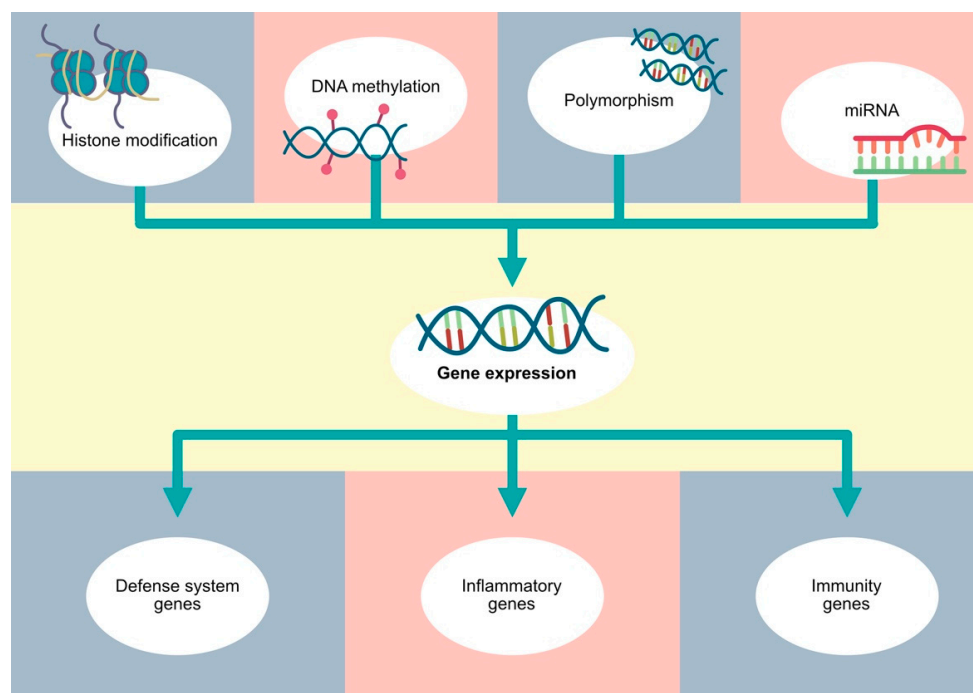 Histone modification
DNA methylation
Polymorphism
miRNA
Gene expression
Defense system
genes
Inflammatory
genes
Immunity
genes